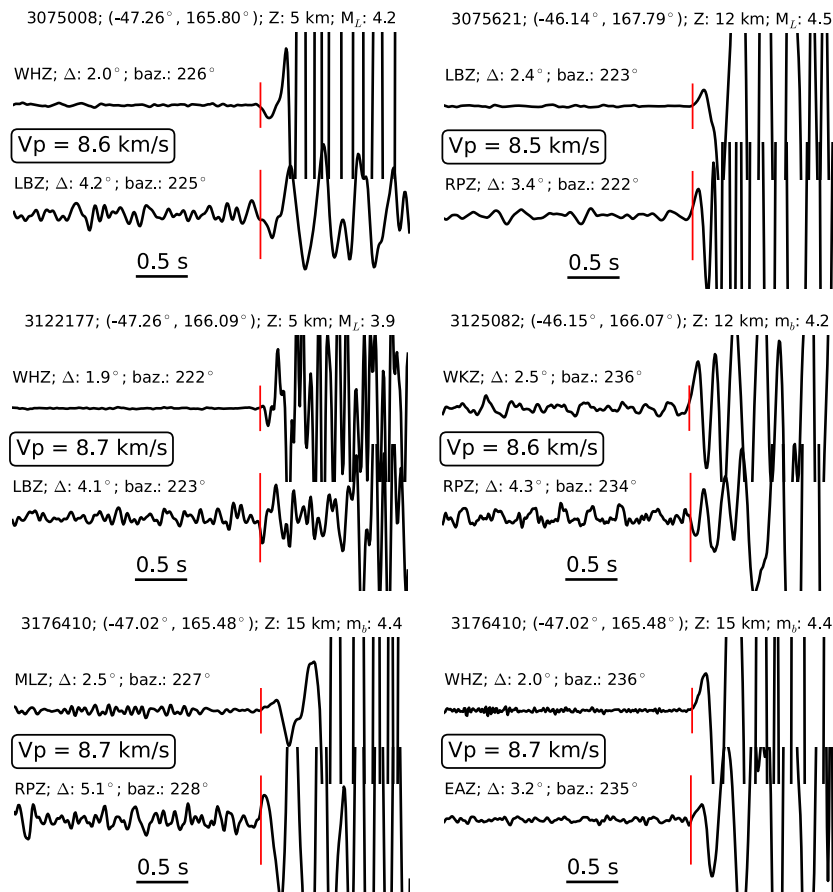 3075008; (-47.26°, 165.80°); Z: 5 km; M_L: 4.2
WHZ; Δ: 2.0°; baz.: 226°
Vp = 8.6 km/s
LBZ; Δ: 4.2°; baz.: 225°
0.5 s
3075621; (-46.14°, 167.79°); Z: 12 km; M_L: 4.5
LBZ; Δ: 2.4°; baz.: 223°
Vp = 8.5 km/s
RPZ; Δ: 3.4°; baz.: 222°
0.5 s
3122177; (-47.26°, 166.09°); Z: 5 km; M_L: 3.9
WHZ; Δ: 1.9°; baz.: 222°
Vp = 8.7 km/s
LBZ; Δ: 4.1°; baz.: 223°
0.5 s
3125082; (-46.15°, 166.07°); Z: 12 km; m_b: 4.2
WKZ; Δ: 2.5°; baz.: 236°
Vp = 8.6 km/s
RPZ; Δ: 4.3°; baz.: 234°
0.5 s
3176410; (-47.02°, 165.48°); Z: 15 km; m_b: 4.4
MLZ; Δ: 2.5°; baz.: 227°
Vp = 8.7 km/s
RPZ; Δ: 5.1°; baz.: 228°
0.5 s
3176410; (-47.02°, 165.48°); Z: 15 km; m_b: 4.4
WHZ; Δ: 2.0°; baz.: 236°
Vp = 8.7 km/s
EAZ; Δ: 3.2°; baz.: 235°
0.5 s